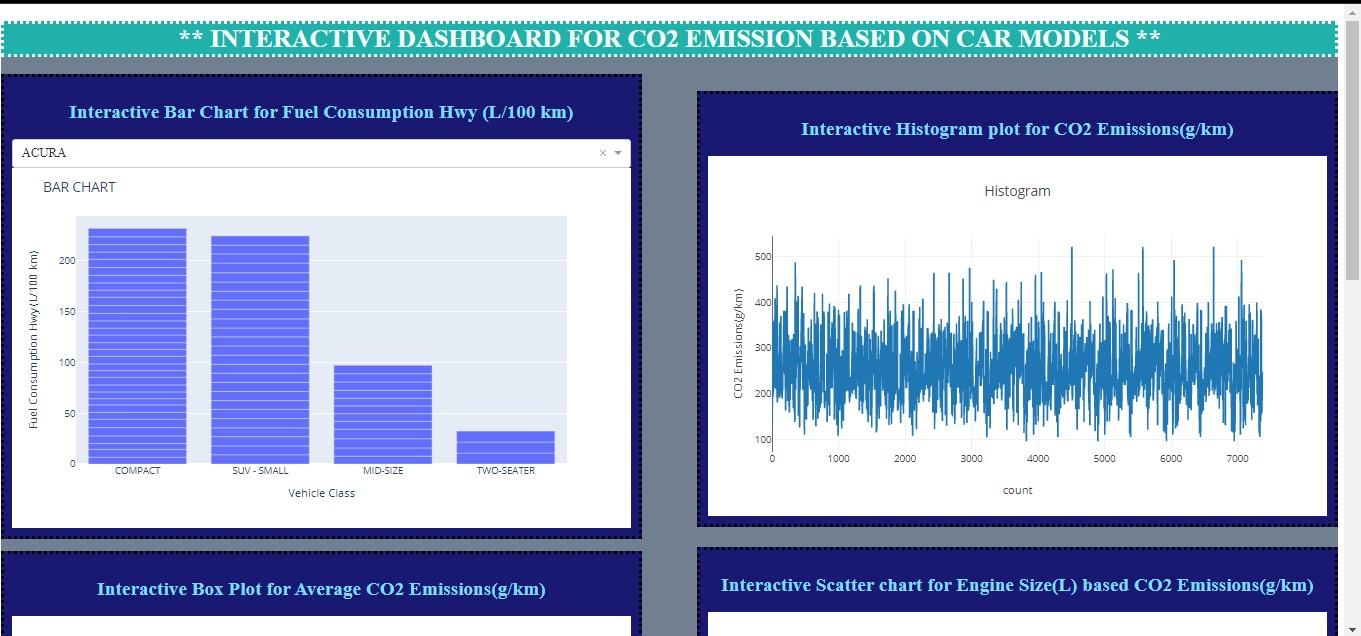 ** INTERACTIVE DASHBOARD FOR CO2 EMISSION BASED ON CAR MODELS **
Interactive Bar Chart for Fuel Consumption Hwy (L/100 km)
ACURA
BAR CHART
Fuel Consumption Hwy(L/100 km)
200
150
100
50
0
COMPACT
SUV - SMALL
MID-SIZE
TWO-SEATER
Vehicle Class
Interactive Histogram plot for CO2 Emissions(g/km)
Histogram
CO2 Emissions(g/km)
500
400
300
200
100
0
1000
2000
3000
4000
5000
6000
7000
count
Interactive Box Plot for Average CO2 Emissions(g/km)
Interactive Scatter chart for Engine Size(L) based CO2 Emissions(g/km)